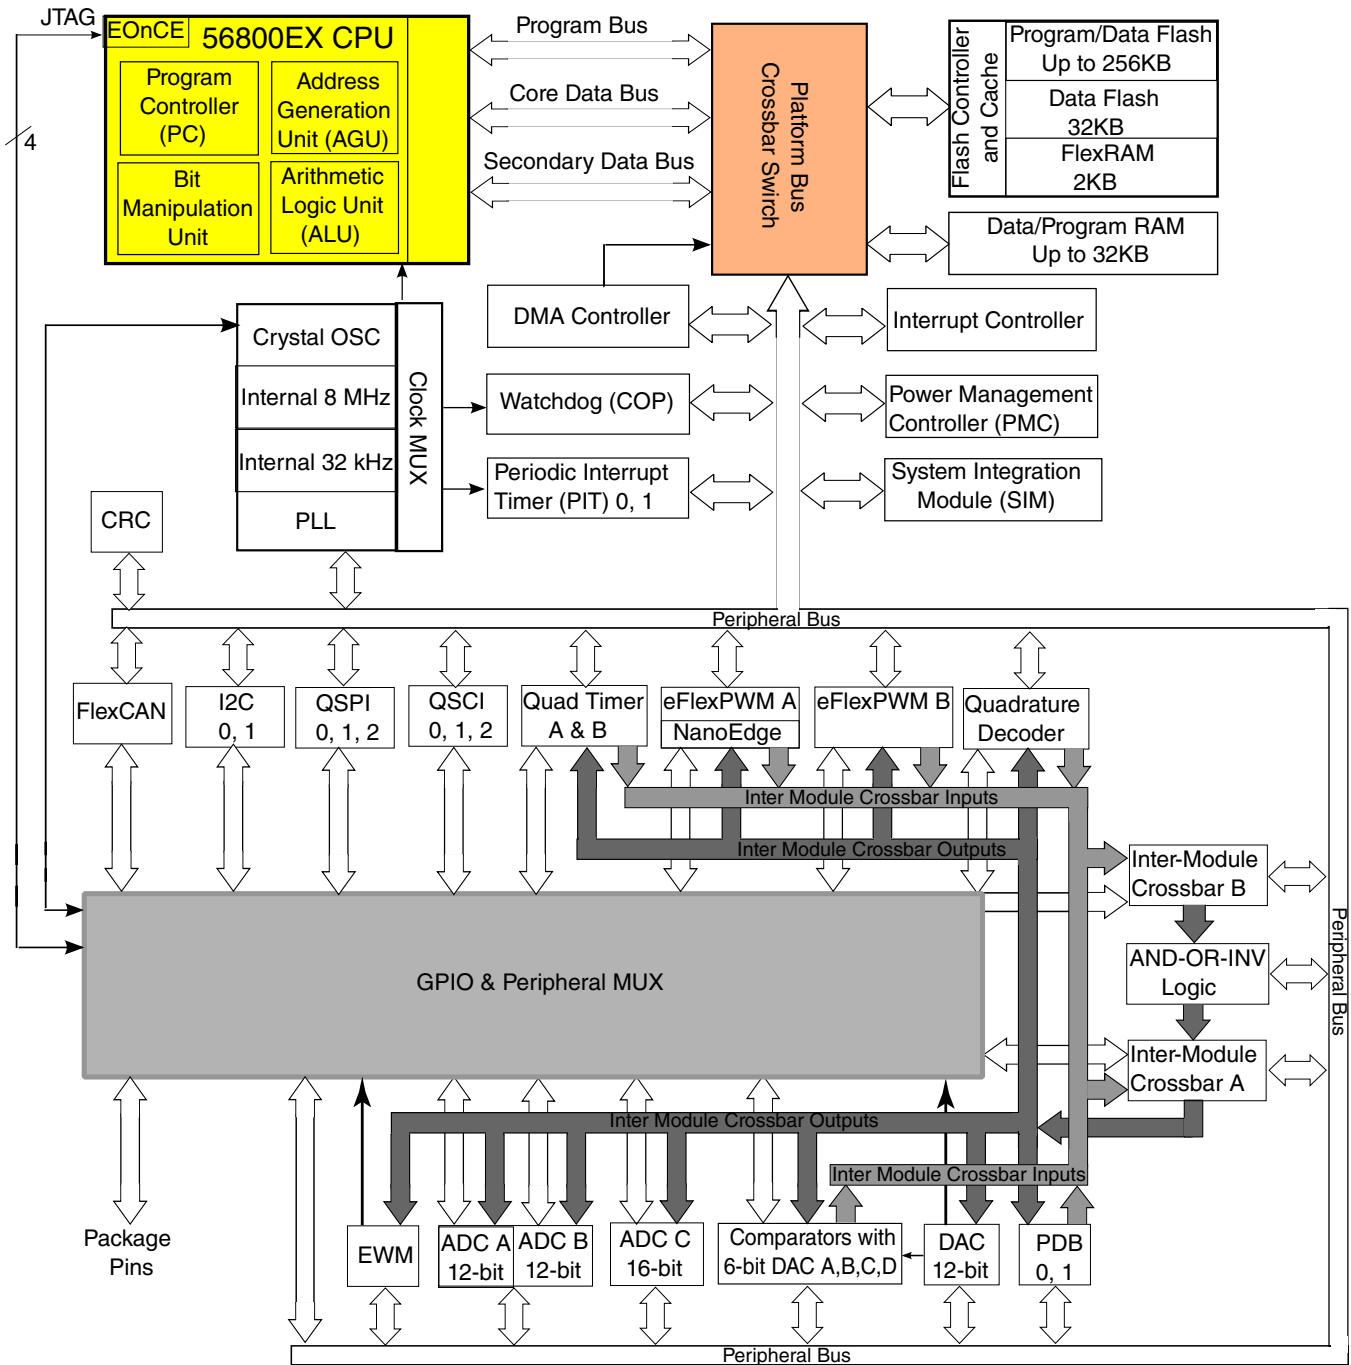 JTAG
EOnCE
56800EX CPU
4
Program
Controller
(PC)
Address
Generation
Unit (AGU)
Bit
Manipulation
Unit
Arithmetic
Logic Unit
(ALU)
Program Bus
Core Data Bus
Secondary Data Bus
Platform Bus
Crossbar Swirch
Flash Controller
and Cache
Program/Data Flash
Up to 256KB
Data Flash
32KB
FlexRAM
2KB
Data/Program RAM
Up to 32KB
Crystal OSC
Internal 8 MHz
Internal 32 kHz
PLL
Clock MUX
DMA Controller
Watchdog (COP)
Periodic Interrupt
Timer (PIT) 0, 1
Interrupt Controller
Power Management
Controller (PMC)
System Integration
Module (SIM)
CRC
Peripheral Bus
FlexCAN
I2C
0, 1
QSPI
0, 1, 2
QSCI
0, 1, 2
Quad Timer
A & B
eFlexPWM A
NanoEdge
eFlexPWM B
Quadrature
Decoder
Inter Module Crossbar Inputs
Inter Module Crossbar Outputs
Inter-Module
Crossbar B
AND-OR-INV
Logic
Inter-Module
Crossbar A
Peripheral Bus
GPIO & Peripheral MUX
Inter Module Crossbar Outputs
Inter Module Crossbar Inputs
Package
Pins
EWM
ADC A
12-bit
ADC B
12-bit
ADC C
16-bit
Comparators with
6-bit DAC A,B,C,D
DAC
12-bit
PDB
0, 1
Peripheral Bus